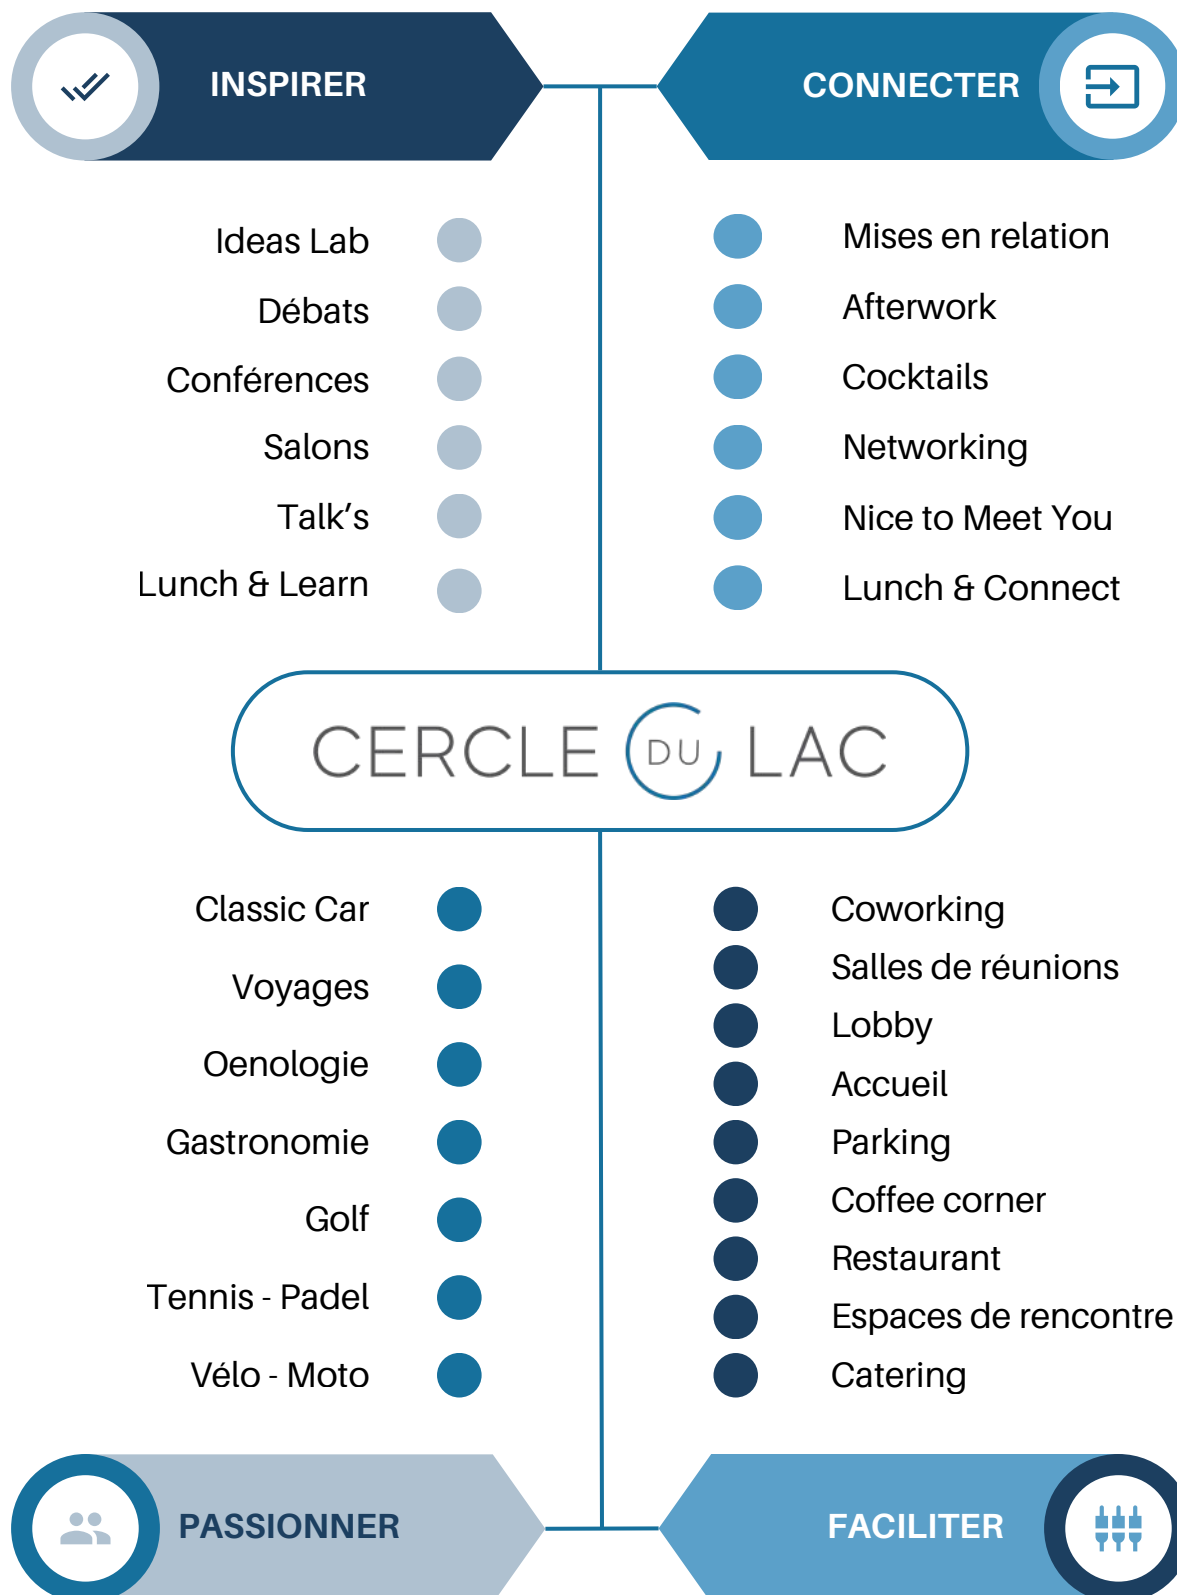 INSPIRER
Ideas Lab
Débats
Conférences
Salons
Talk’s
Lunch & Learn
CONNECTER
Mises en relation
Afterwork
Cocktails
Networking
Nice to Meet You
Lunch & Connect
CERCLE DU LAC
Classic Car
Voyages
Oenologie
Gastronomie
Golf
Tennis - Padel
Vélo - Moto
PASSIONNER
Coworking
Salles de réunions
Lobby
Accueil
Parking
Coffee corner
Restaurant
Espaces de rencontre
Catering
FACILITER